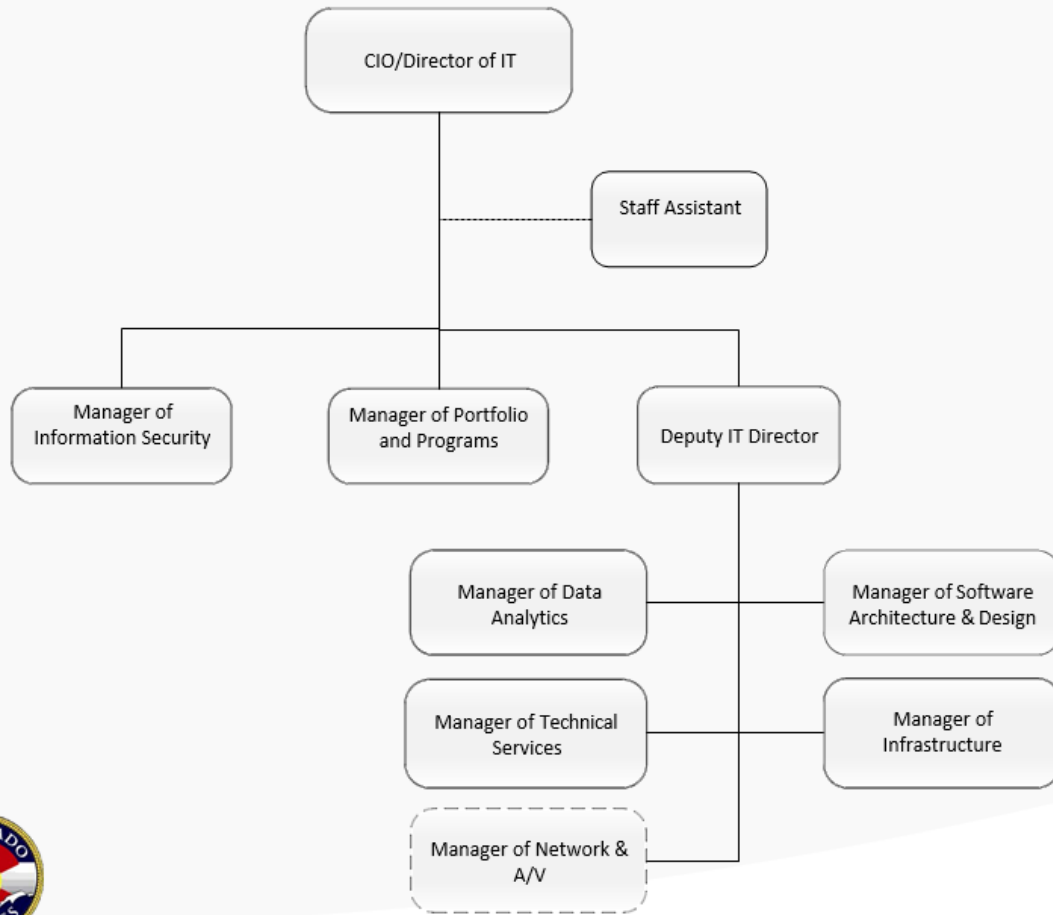 CIO/Director of IT
Staff Assistant
Manager of
Information Security
Manager of Portfolio
and Programs
Deputy IT Director
Manager of Data
Analytics
Manager of Software
Architecture & Design
Manager of Technical
Services
Manager of
Infrastructure
Manager of Network &
A/V